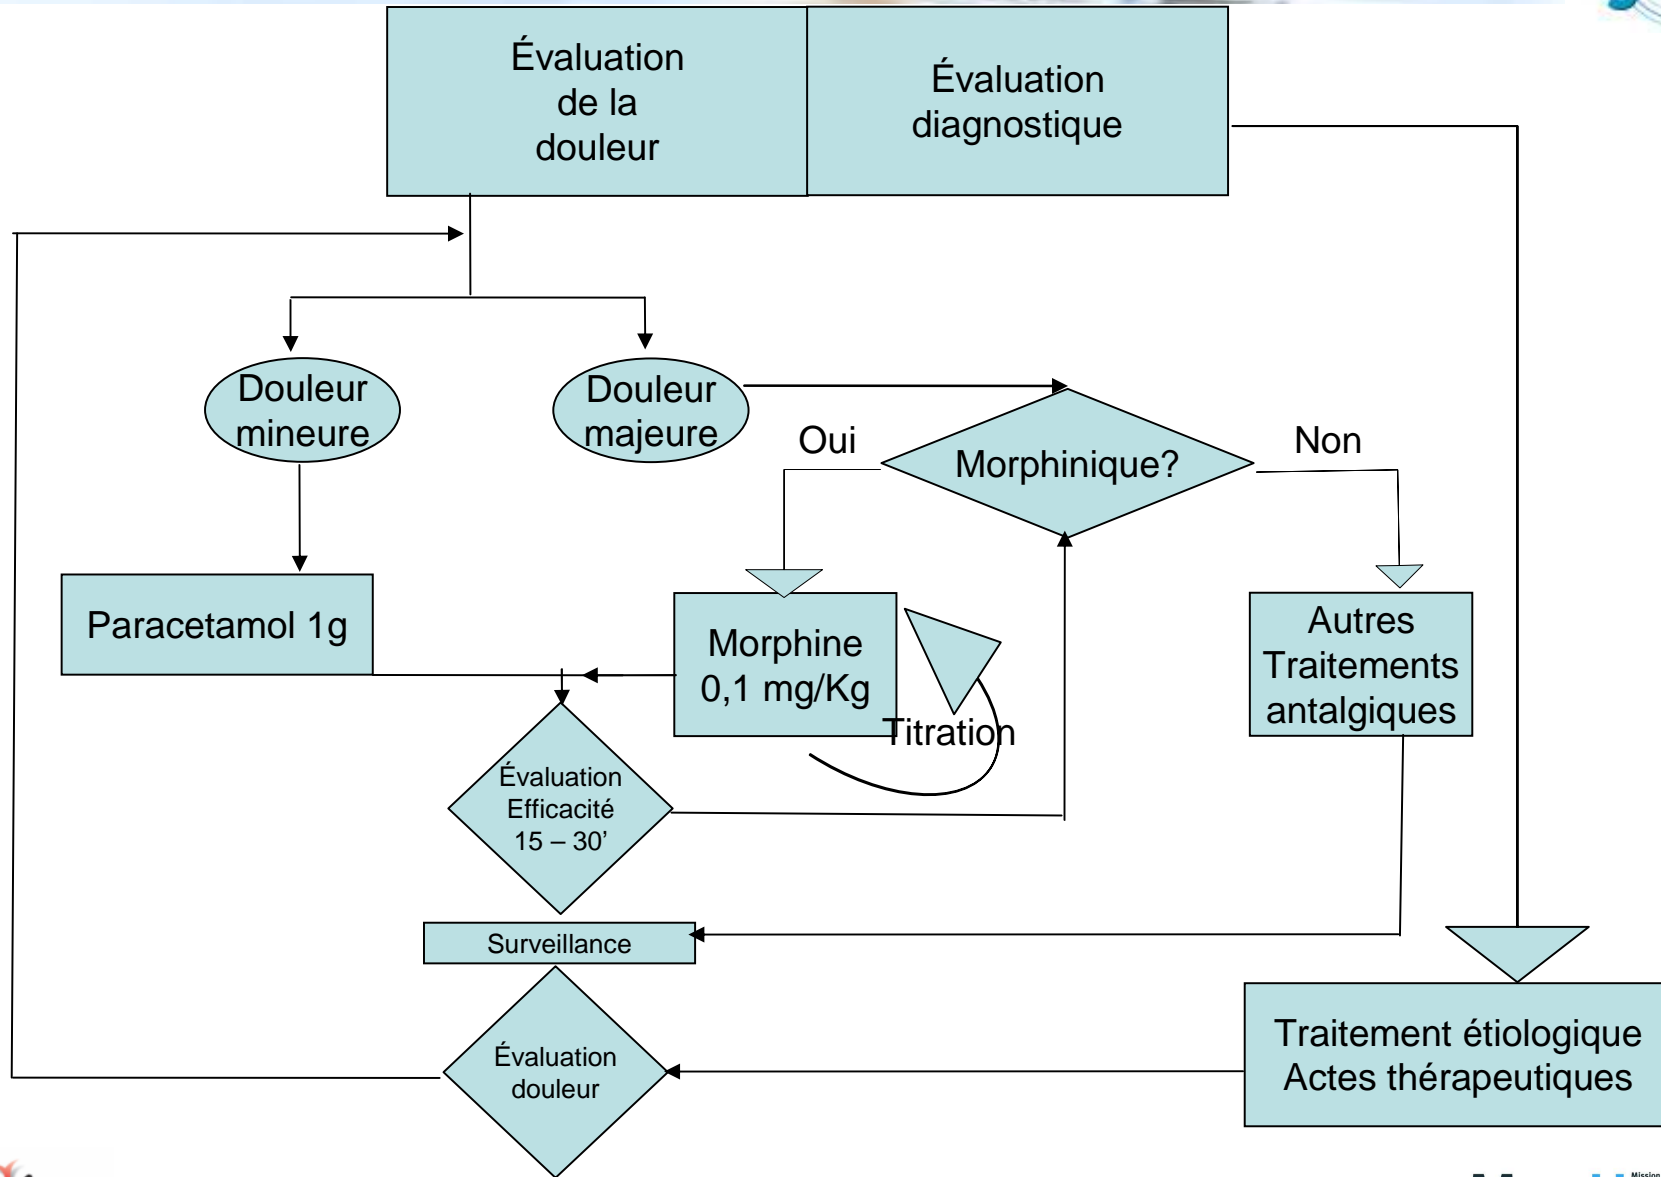 Évaluation
de la
douleur
Évaluation
diagnostique
Douleur
mineure
Douleur
majeure
Oui
Morphinique?
Non
Paracetamol 1g
Morphine
0,1 mg/Kg
Titration
Autres
Traitements
antalgiques
Évaluation
Efficacité
15 – 30’
Surveillance
Évaluation
douleur
Traitement étiologique
Actes thérapeutiques
Mission